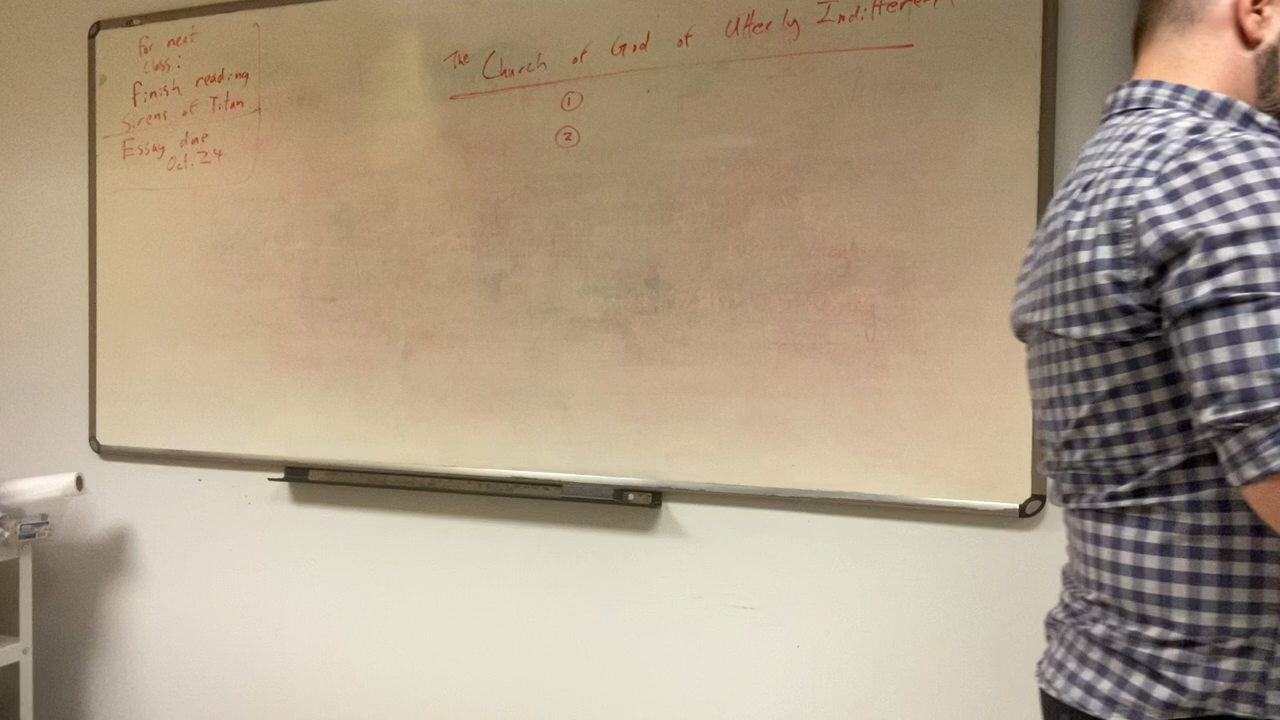 for next
class:
finish reading
Sirens of Titan
Essay due
Oct. 24
The Church of God of Utterly Indifferent
1
2